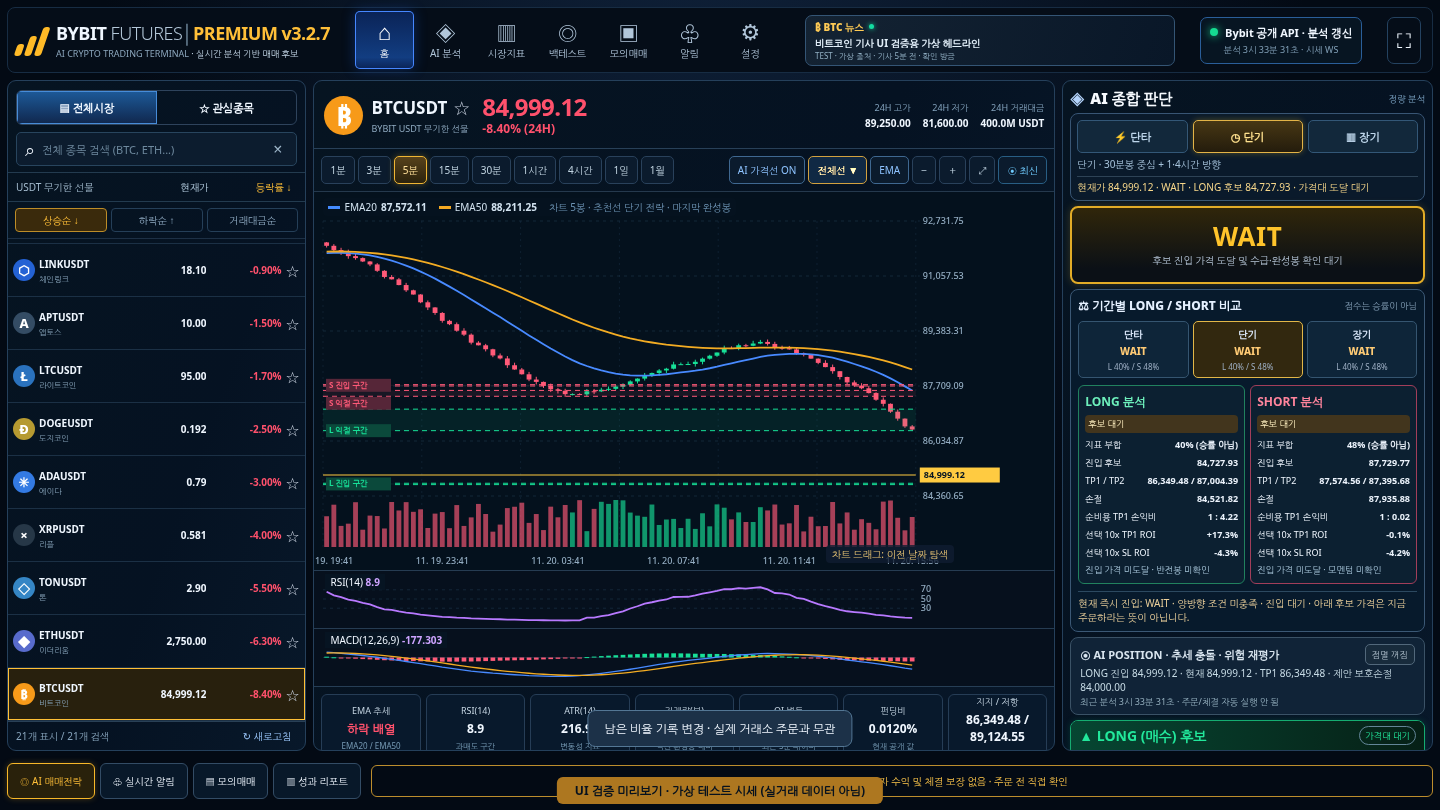 BYBIT FUTURES | PREMIUM v3.2.7
AI CRYPTO TRADING TERMINAL · 실시간 분석 기반 매매 후보
홈
AI 분석
시장지표
백테스트
모의매매
알림
설정
BTC 뉴스
비트코인 기사 UI 검증용 가상 헤드라인
TEST · 가상 출처 · 기사 5분 전 · 확인 방금
Bybit 공개 API · 분석 갱신
분석 3시 33분 31초 · 시세 WS
전체시장
☆ 관심종목
전체 종목 검색 (BTC, ETH...)
✕
USDT 무기한 선물 현재가 등락률 ↓
상승순 ↓
하락순 ↑
거래대금순
LINKUSDT 18.10 -0.90% ☆
체인링크
A APTUSDT 10.00 -1.50% ☆
앱토스
Ł LTCUSDT 95.00 -1.70% ☆
라이트코인
Ð DOGEUSDT 0.192 -2.50% ☆
도지코인
ADAUSDT 0.79 -3.00% ☆
에이다
× XRPUSDT 0.581 -4.00% ☆
리플
TONUSDT 2.90 -5.50% ☆
톤
ETHUSDT 2,750.00 -6.30% ☆
이더리움
₿ BTCUSDT 84,999.12 -8.40% ☆
비트코인
21개 표시 / 21개 검색
↻ 새로고침
₿ BTCUSDT ☆ 84,999.12
BYBIT USDT 무기한 선물 -8.40% (24H)
24H 고가 24H 저가 24H 거래대금
89,250.00 81,600.00 400.0M USDT
1분 3분 5분 15분 30분 1시간 4시간 1일 1월
AI 가격선 ON 전체선 ▼ EMA − + ⤢ 최신
EMA20 87,572.11 EMA50 88,211.25 차트 5봉 · 추천선 단기 전략 · 마지막 완성봉
92,731.75
91,057.53
89,383.31
87,709.09
86,034.87
84,999.12
84,360.65
S 진입 구간
S 익절 구간
L 익절 구간
L 진입 구간
차트 드래그: 이전 날짜 탐색
19. 19:41 11. 19. 23:41 11. 20. 03:41 11. 20. 07:41 11. 20. 11:41
RSI(14) 8.9
70
50
30
MACD(12,26,9) -177.303
EMA 추세
하락 배열
EMA20 / EMA50
RSI(14)
8.9
과매도 구간
ATR(14)
216.9
펀딩비
0.0120%
현재 공개 값
지지 / 저항
86,349.48 /
89,124.55
남은 비율 기록 변경 · 실제 거래소 주문과 무관
AI 종합 판단
정량 분석
⚡ 단타
단기
장기
단기 · 30분봉 중심 + 1·4시간 방향
현재가 84,999.12 · WAIT · LONG 후보 84,727.93 · 가격대 도달 대기
WAIT
후보 진입 가격 도달 및 수급·완성봉 확인 대기
⚖ 기간별 LONG / SHORT 비교
점수는 승률이 아님
단타 단기 장기
WAIT WAIT WAIT
L 40% / S 48% L 40% / S 48% L 40% / S 48%
LONG 분석
후보 대기
지표 부합 40% (승률 아님)
진입 후보 84,727.93
TP1 / TP2 86,349.48 / 87,004.39
손절 84,521.82
순비용 TP1 손익비 1 : 4.22
선택 10x TP1 ROI +17.3%
선택 10x SL ROI -4.3%
진입 가격 미도달 · 반전봉 미확인
SHORT 분석
후보 대기
지표 부합 48% (승률 아님)
진입 후보 87,729.77
TP1 / TP2 87,574.56 / 87,395.68
손절 87,935.88
순비용 TP1 손익비 1 : 0.02
선택 10x TP1 ROI -0.1%
선택 10x SL ROI -4.2%
진입 가격 미도달 · 모멘텀 미확인
현재 즉시 진입: WAIT · 양방향 조건 미충족 · 진입 대기 · 아래 후보 가격은 지금
주문하라는 뜻이 아닙니다.
AI POSITION · 추세 충돌 · 위험 재평가
점멸 꺼짐
LONG 진입 84,999.12 · 현재 84,999.12 · TP1 86,349.48 · 제안 보호손절
84,000.00
최근 분석 3시 33분 31초 · 주문/체결 자동 실행 안 됨
▲ LONG (매수) 후보
가격대 대기
AI 매매전략
실시간 알림
모의매매
성과 리포트
수익 및 체결 보장 없음 · 주문 전 직접 확인
UI 검증 미리보기 · 가상 테스트 시세 (실거래 데이터 아님)